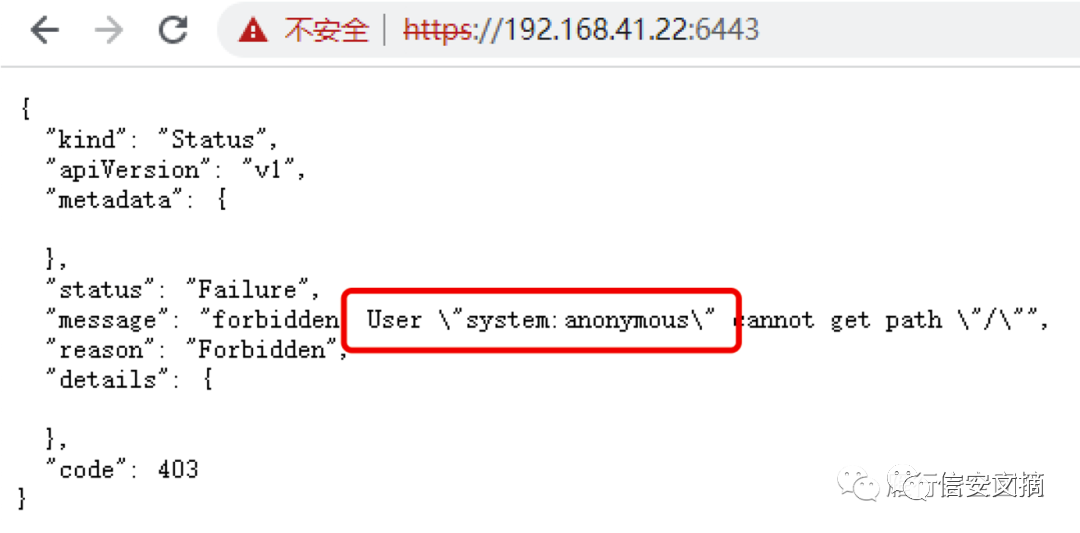 不安全 https://192.168.41.22:6443
{
"kind": "Status",
"apiVersion": "v1",
"metadata": {
},
"status": "Failure",
"message": "forbidden User \"system:anonymous\" cannot get path \"/\"",
"reason": "Forbidden",
"details": {
},
"code": 403
}
行信安文摘